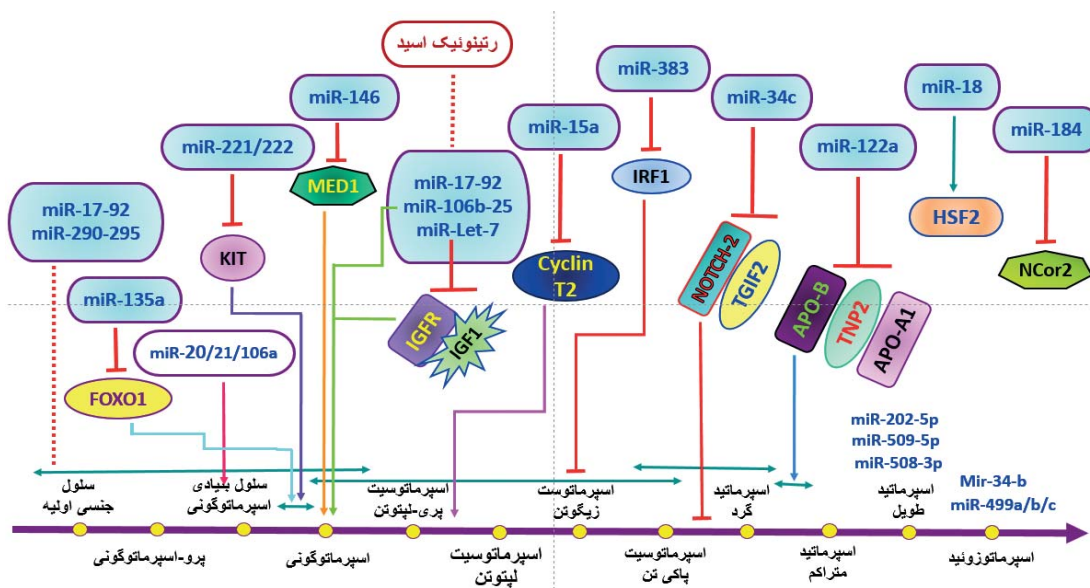 رتینوئیک اسید
miR-146
miR-383
miR-34c
miR-18
miR-184
miR-221/222
miR-15a
miR-122a
MED1
IRF1
miR-17-92
miR-290-295
miR-17-92
miR-106b-25
miR-Let-7
HSF2
KIT
Cyclin
T2
NOTCH-2
TGIF2
NCor2
miR-135a
APO-B
TNP2
APO-A1
IGFR
IGF1
miR-20/21/106a
FOXO1
miR-202-5p
miR-509-5p
miR-508-3p
Mir-34-b
miR-499a/b/c
سلول
جنسی اولیه
سلول بنیادی
اسپرماتوگونی
اسپرماتوسیت
پری-لپتوتن
اسپرماتوست
زیگوتن
اسپرماتید
گرد
اسپرماتید
طویل
پرو-اسپرماتوگونی
اسپرماتوگونی
اسپرماتوسیت
لپتوتن
اسپرماتوسیت
پاکی تن
اسپرماتید
متراکم
اسپرماتوزوئید